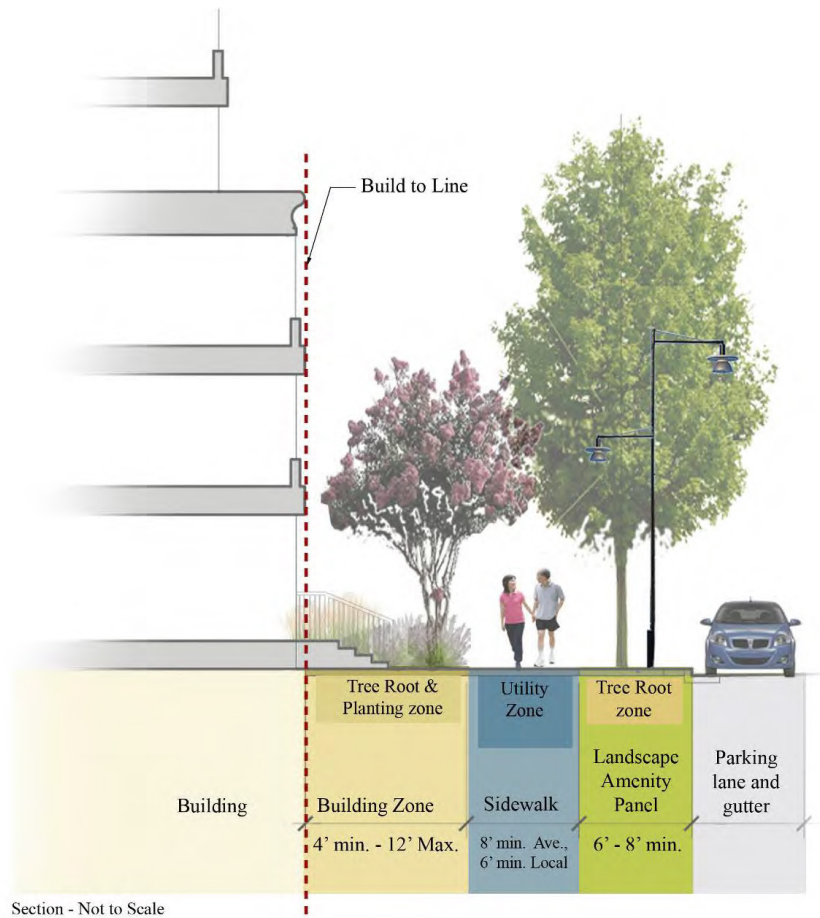 Build to Line
Tree Root &
Planting zone
Utility
Zone
Tree Root
zone
Building
Building Zone
Sidewalk
Landscape
Amenity
Panel
Parking
lane and
gutter
4’ min. - 12’ Max.
8’ min. Ave.,
6’ min. Local
6’ - 8’ min.
Section - Not to Scale